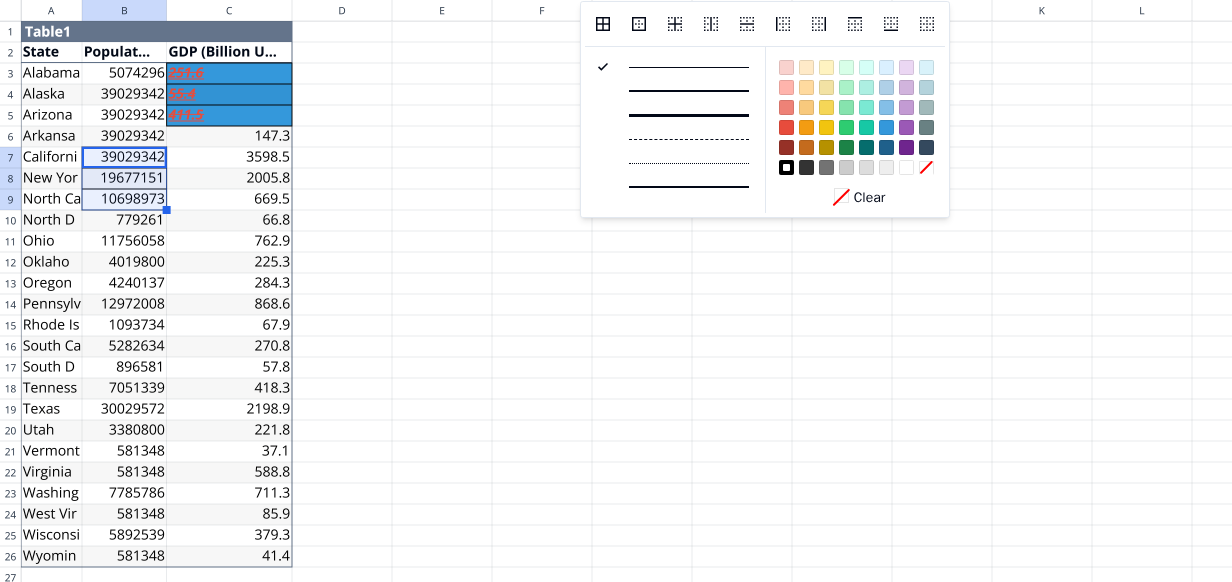 A B C D E F K L
1 Table1
2 State Populat... GDP (Billion U...
3 Alabama 5074296 251.6
4 Alaska 39029342 55.4
5 Arizona 39029342 411.5
6 Arkansa 39029342 147.3
7 Californi 39029342 3598.5
8 New Yor 19677151 2005.8
9 North Ca 10698973 669.5
10 North D 779261 66.8
11 Ohio 11756058 762.9
12 Oklaho 4019800 225.3
13 Oregon 4240137 284.3
14 Pennsylv 12972008 868.6
15 Rhode Is 1093734 67.9
16 South Ca 5282634 270.8
17 South D 896581 57.8
18 Tenness 7051339 418.3
19 Texas 30029572 2198.9
20 Utah 3380800 221.8
21 Vermont 581348 37.1
22 Virginia 581348 588.8
23 Washing 7785786 711.3
24 West Vir 581348 85.9
25 Wisconsi 5892539 379.3
26 Wyomin 581348 41.4
27
Clear